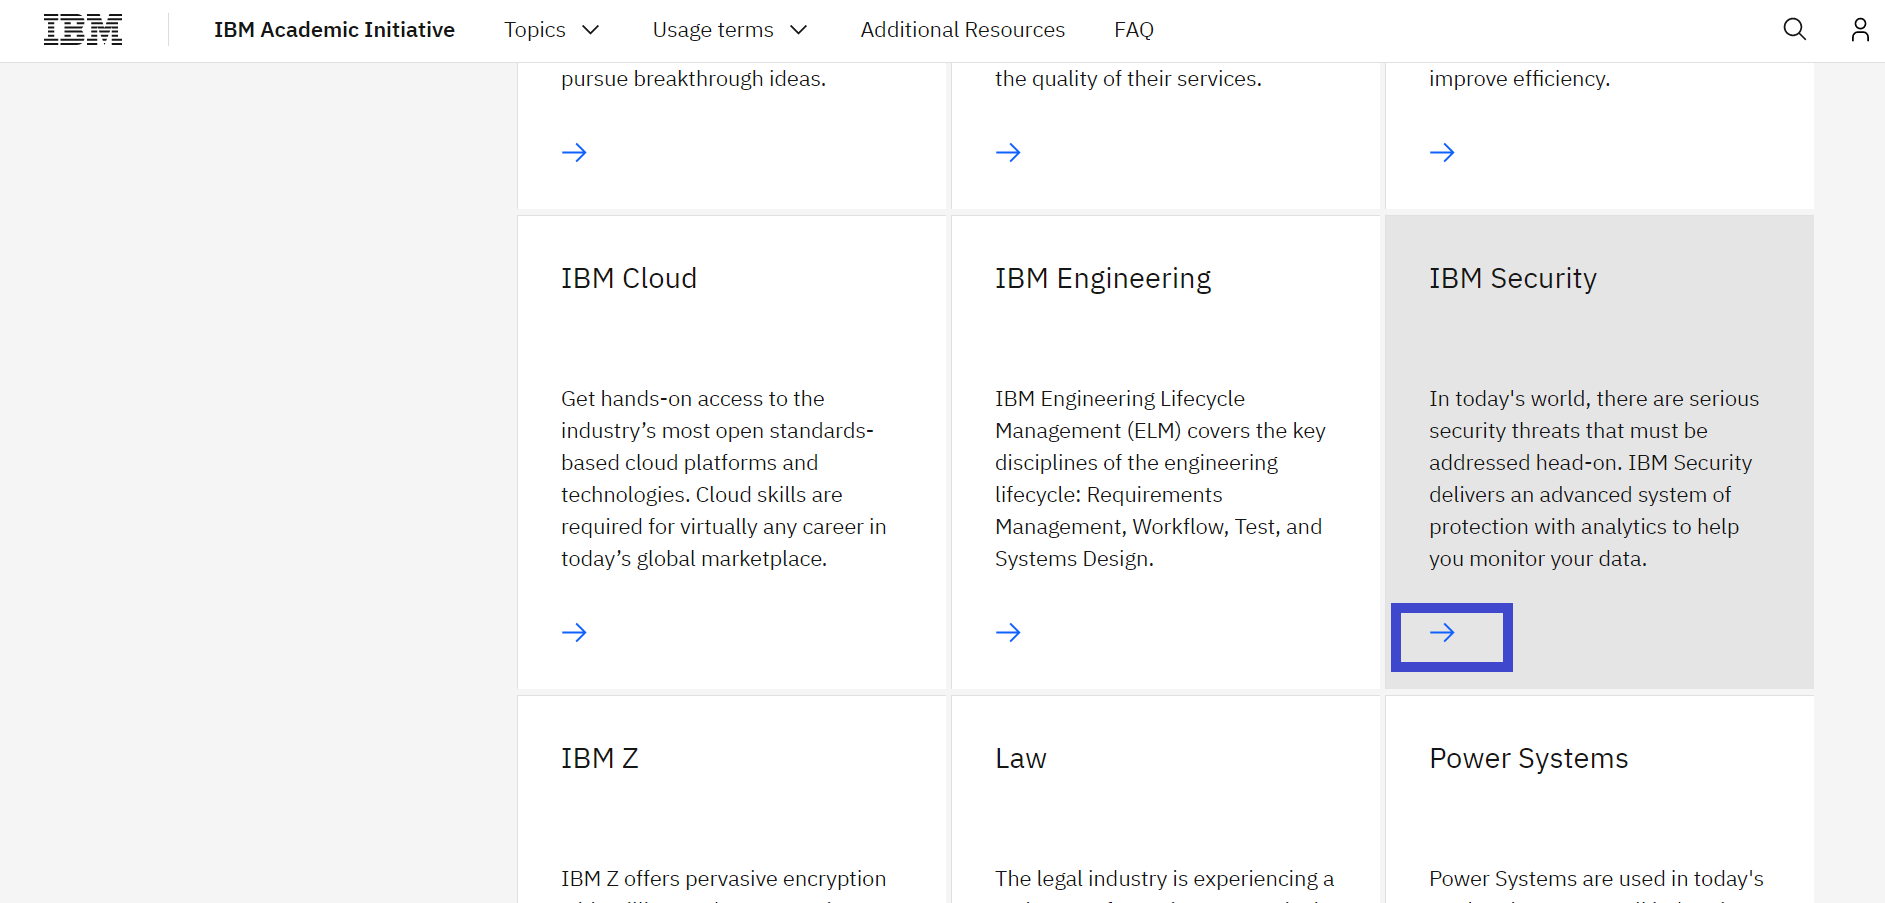 IBM
IBM Academic Initiative
Topics
Usage terms
Additional Resources
FAQ
pursue breakthrough ideas.
the quality of their services.
improve efficiency.
IBM Cloud
Get hands-on access to the
industry’s most open standards-
based cloud platforms and
technologies. Cloud skills are
required for virtually any career in
today’s global marketplace.
IBM Engineering
IBM Engineering Lifecycle
Management (ELM) covers the key
disciplines of the engineering
lifecycle: Requirements
Management, Workflow, Test, and
Systems Design.
IBM Security
In today's world, there are serious
security threats that must be
addressed head-on. IBM Security
delivers an advanced system of
protection with analytics to help
you monitor your data.
IBM Z
IBM Z offers pervasive encryption
Law
The legal industry is experiencing a
Power Systems
Power Systems are used in today's